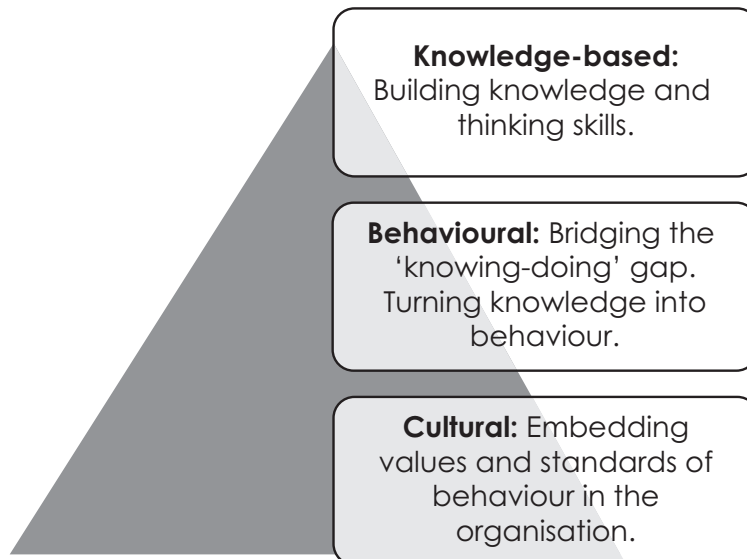 Knowledge-based:
Building knowledge and
thinking skills.
Behavioural: Bridging the
‘knowing-doing’ gap.
Turning knowledge into
behaviour.
Cultural: Embedding
values and standards of
behaviour in the
organisation.